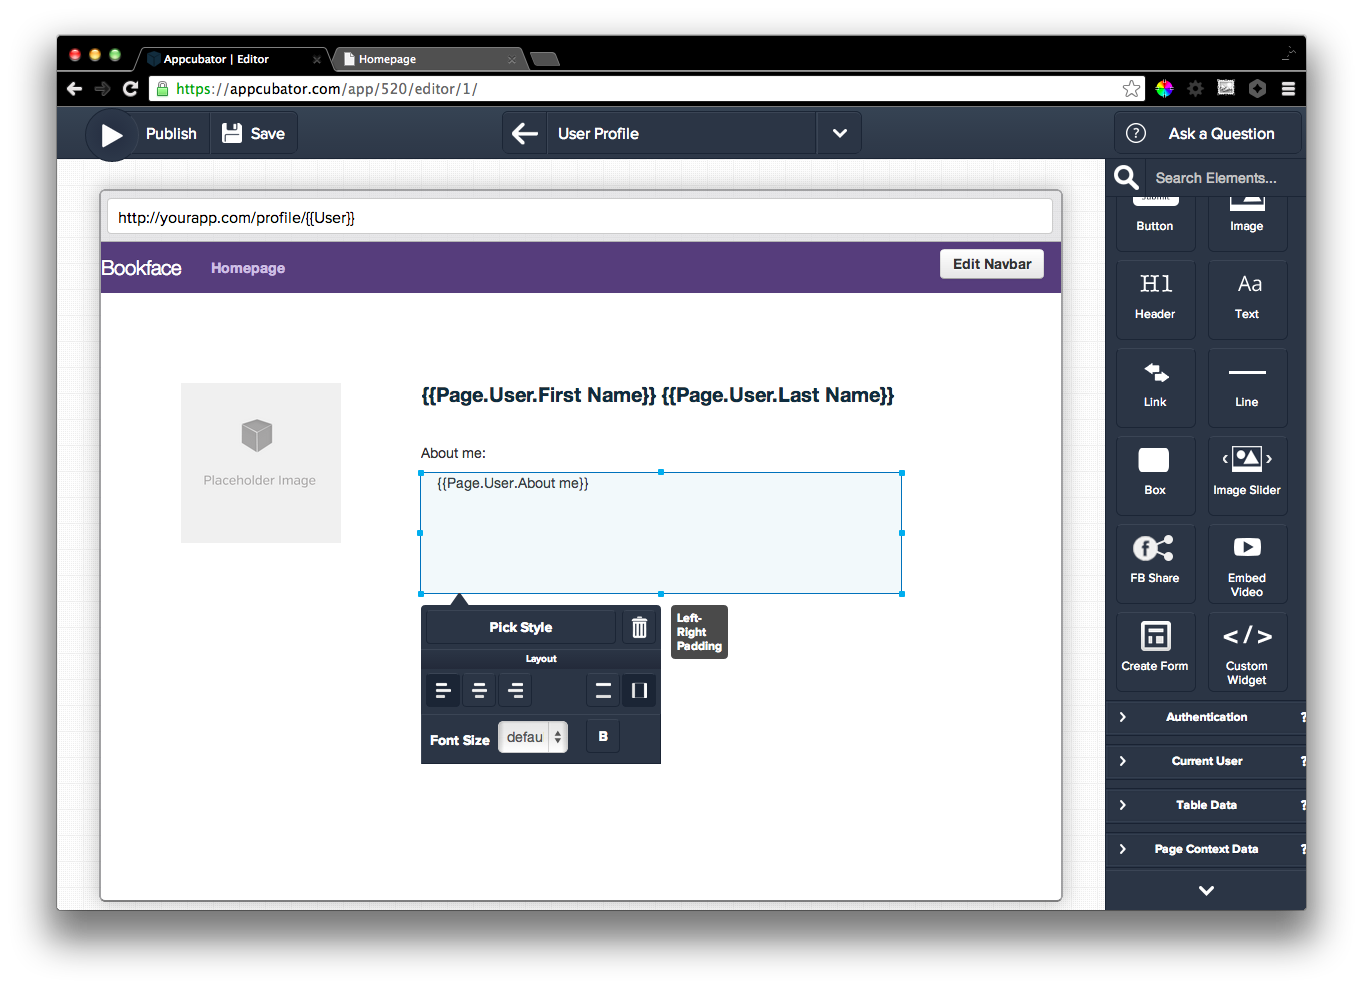 Appcubator | Editor
Homepage
https://appcubator.com/app/520/editor/1/
Publish
Save
User Profile
? Ask a Question
Search Elements...
http://yourapp.com/profile/{{User}}
Bookface
Homepage
Edit Navbar
Submit
Button
Image
H1
Header
Aa
Text
Link
Line
Box
Image Slider
f
FB Share
Embed
Video
Create Form
</>
Custom
Widget
Authentication ?
Current User ?
Table Data ?
Page Context Data ?
Placeholder Image
{{Page.User.First Name}} {{Page.User.Last Name}}
About me:
{{Page.User.About me}}
Pick Style
Layout
Font Size
defau
B
Left-
Right
Padding